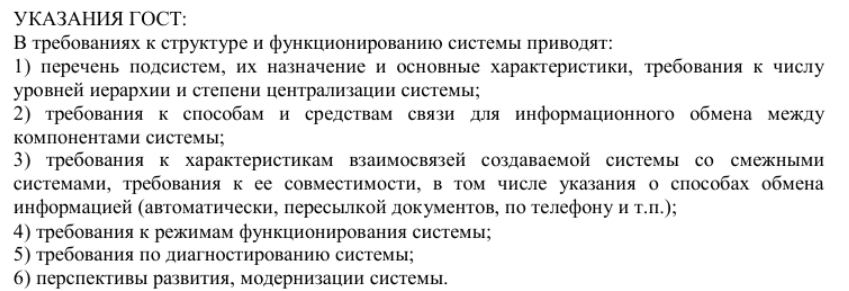 УКАЗАНИЯ ГОСТ:
В требованиях к структуре и функционированию системы приводят:
1) перечень подсистем, их назначение и основные характеристики, требования к числу
уровней иерархии и степени централизации системы;
2) требования к способам и средствам связи для информационного обмена между
компонентами системы;
3) требования к характеристикам взаимосвязей создаваемой системы со смежными
системами, требования к ее совместимости, в том числе указания о способах обмена
информацией (автоматически, пересылкой документов, по телефону и т.п.);
4) требования к режимам функционирования системы;
5) требования по диагностированию системы;
6) перспективы развития, модернизации системы.